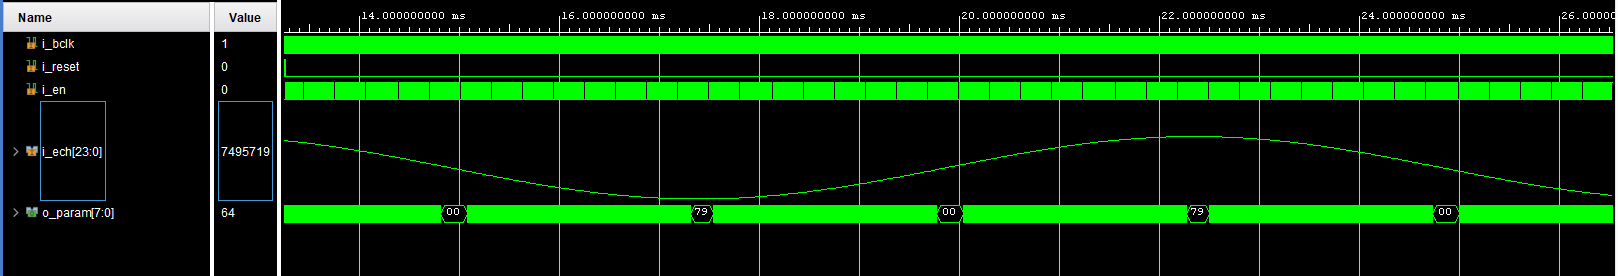 Name Value 14.000000000 ms 16.000000000 ms 18.000000000 ms 20.000000000 ms 22.000000000 ms 24.000000000 ms 26.00000
i_bclk 1
i_reset 0
i_en 0
i_ech[23:0] 7495719
o_param[7:0] 64 00 79 00 79 00